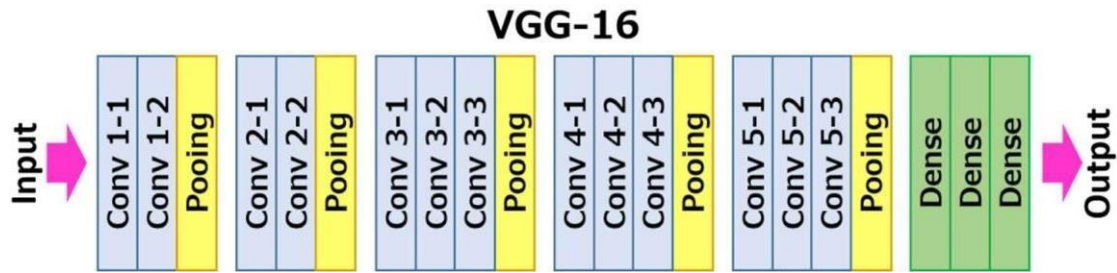 VGG-16
Input
Conv 1-1
Conv 1-2
Pooing
Conv 2-1
Conv 2-2
Pooing
Conv 3-1
Conv 3-2
Conv 3-3
Pooing
Conv 4-1
Conv 4-2
Conv 4-3
Pooing
Conv 5-1
Conv 5-2
Conv 5-3
Pooing
Dense
Dense
Dense
Output